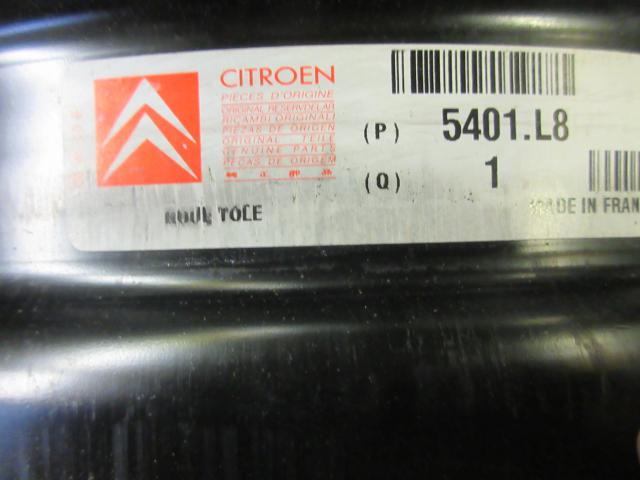 CITROEN
PIECES D'ORIGINE
ORIGINAL RESERVDELAR
RICAMBI ORIGINALI
PIEZAS DE ORIGEN
ORIGINAL TEILE
GENUINE PARTS
PEÇAS DE ORIGEM
(P) 5401.L8
(Q) 1
ROUE TOLE
MADE IN FRAN